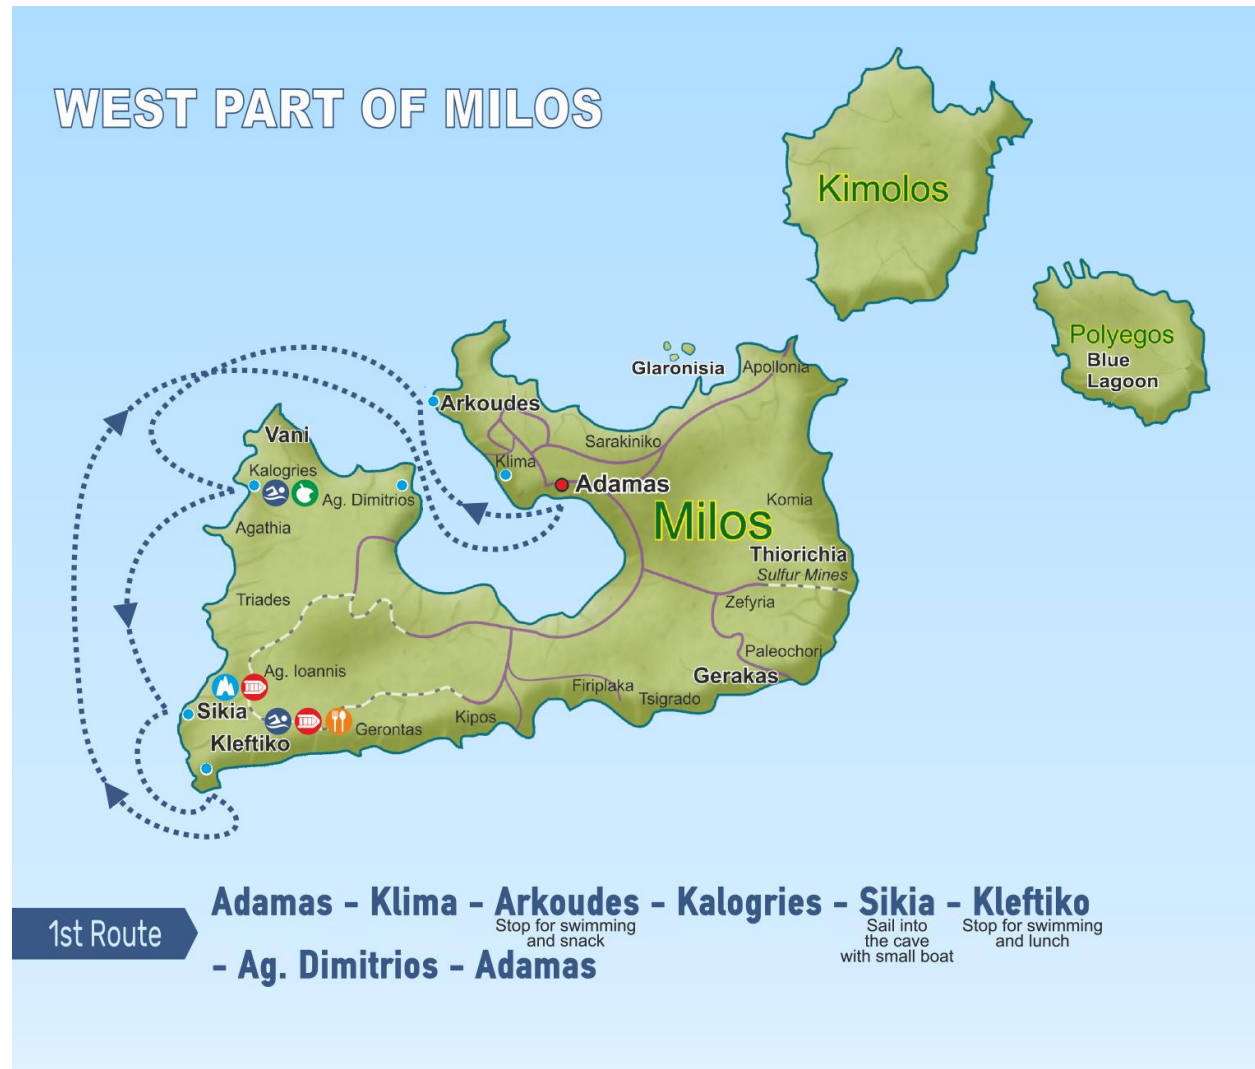 WEST PART OF MILOS
Kimolos
Polyegos
Blue
Lagoon
Glaronisia
Apollonia
Arkoudes
Sarakiniko
Vani
Klima
Kalogries
Adamas
Ag. Dimitrios
Komia
Milos
Agathia
Thiorichia
Sulfur Mines
Triades
Zefyria
Paleochori
Ag. Ioannis
Gerakas
Firiplaka
Tsigrado
Sikia
Kipos
Gerontas
Kleftiko
1st Route
Adamas - Klima - Arkoudes - Kalogries - Sikia - Kleftiko
Stop for swimming
and snack
Sail into
the cave
with small boat
Stop for swimming
and lunch
- Ag. Dimitrios - Adamas